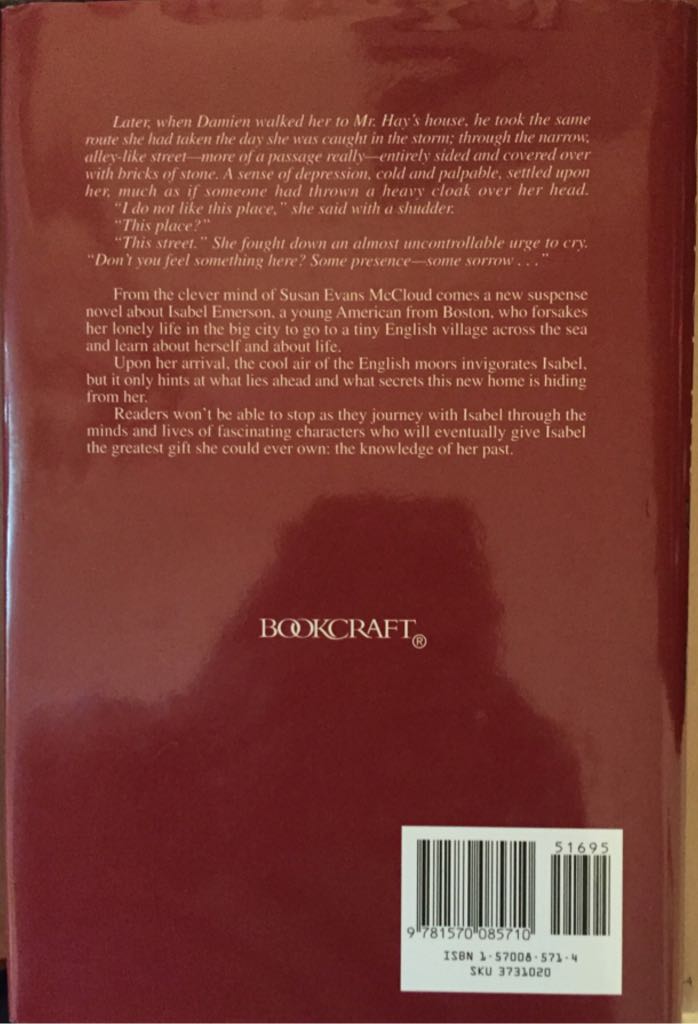 Later, when Damien walked her to Mr. Hay's house, he took the same
route she had taken the day she was caught in the storm; through the narrow,
alley-like street—more of a passage really—entirely sided and covered over
with bricks of stone. A sense of depression, cold and palpable, settled upon
her, much as if someone had thrown a heavy cloak over her head.
"I do not like this place," she said with a shudder.
"This place?"
"This street." She fought down an almost uncontrollable urge to cry.
"Don't you feel something here? Some presence—some sorrow . . ."
From the clever mind of Susan Evans McCloud comes a new suspense
novel about Isabel Emerson, a young American from Boston, who forsakes
her lonely life in the big city to go to a tiny English village across the sea
and learn about herself and about life.
Upon her arrival, the cool air of the English moors invigorates Isabel,
but it only hints at what lies ahead and what secrets this new home is hiding
from her.
Readers won't be able to stop as they journey with Isabel through the
minds and lives of fascinating characters who will eventually give Isabel
the greatest gift she could ever own: the knowledge of her past.
BOOKCRAFT®
51695
9 781570 085710
ISBN 1-57008-571-4
SKU 3731020